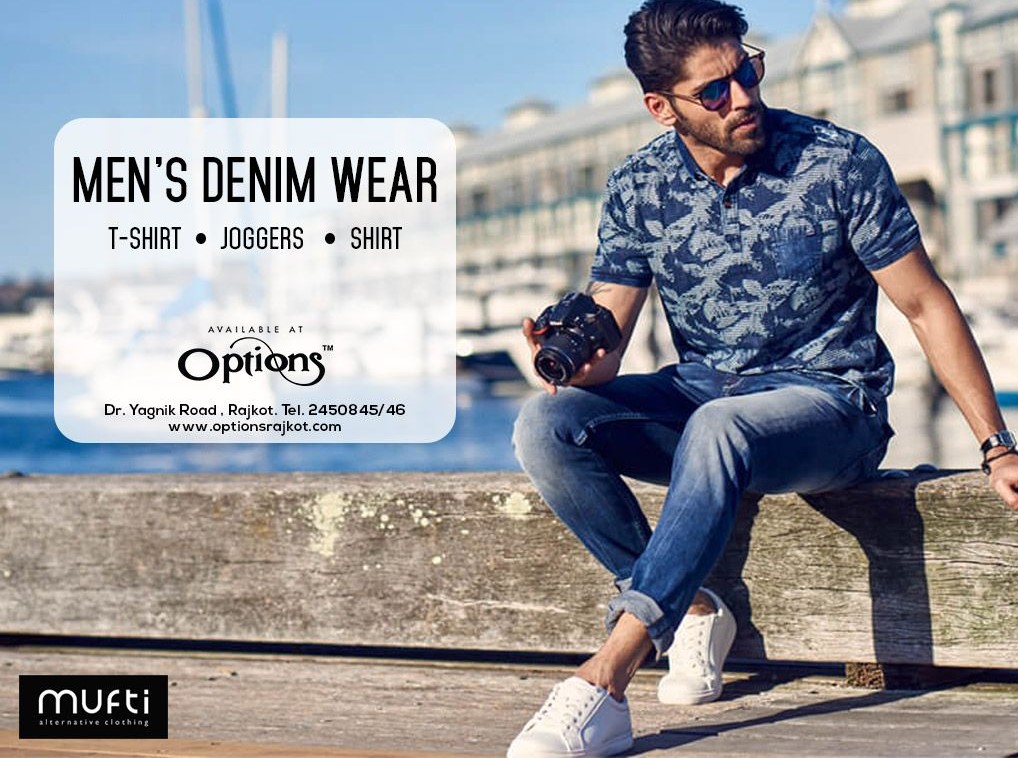 MEN'S DENIM WEAR
T-SHIRT • JOGGERS • SHIRT
AVAILABLE AT
Options™
Dr. Yagnik Road , Rajkot. Tel. 2450845/46
www.optionsrajkot.com
mufti
alternative clothing